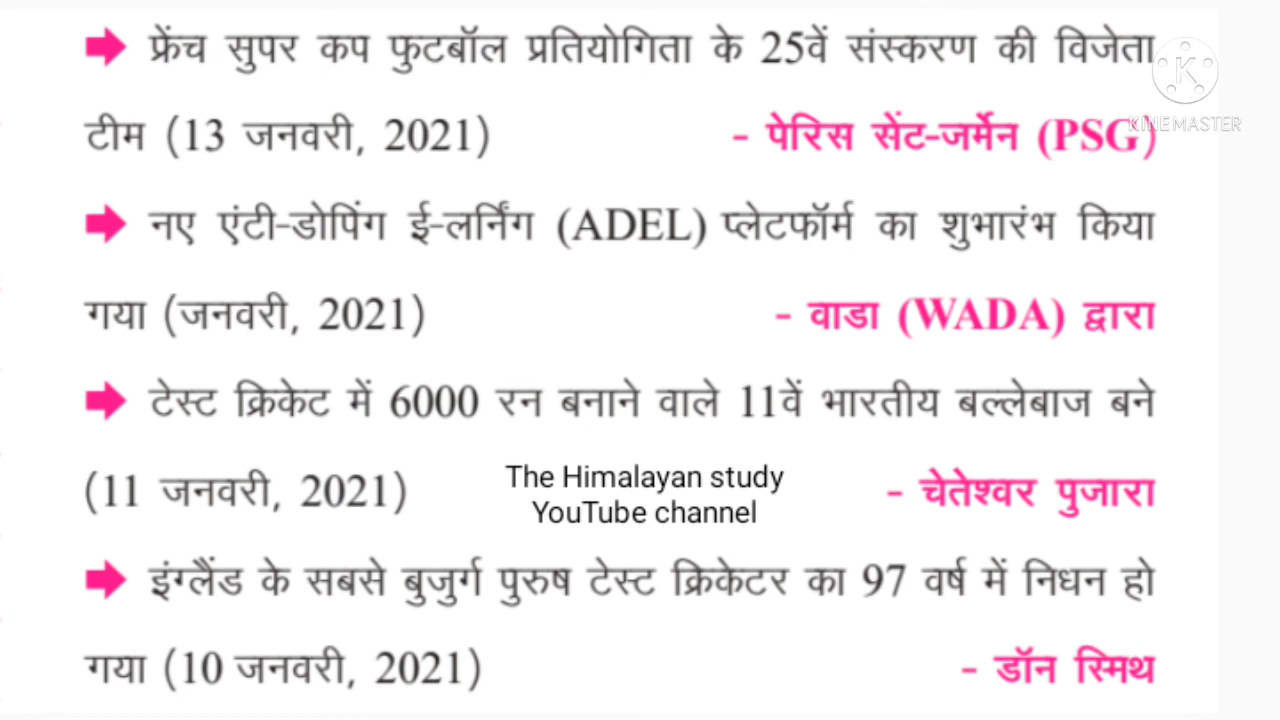 फ्रेंच सुपर कप फुटबॉल प्रतियोगिता के 25वें संस्करण की विजेता
टीम (13 जनवरी, 2021) - पेरिस सेंट-जर्मेन (PSG)
K
KINEMASTER
नए एंटी-डोपिंग ई-लर्निंग (ADEL) प्लेटफॉर्म का शुभारंभ किया
गया (जनवरी, 2021) - वाडा (WADA) द्वारा
टेस्ट क्रिकेट में 6000 रन बनाने वाले 11वें भारतीय बल्लेबाज बने
(11 जनवरी, 2021) - चेतेश्वर पुजारा
The Himalayan study
YouTube channel
इंग्लैंड के सबसे बुजुर्ग पुरुष टेस्ट क्रिकेटर का 97 वर्ष में निधन हो
गया (10 जनवरी, 2021) - डॉन स्मिथ